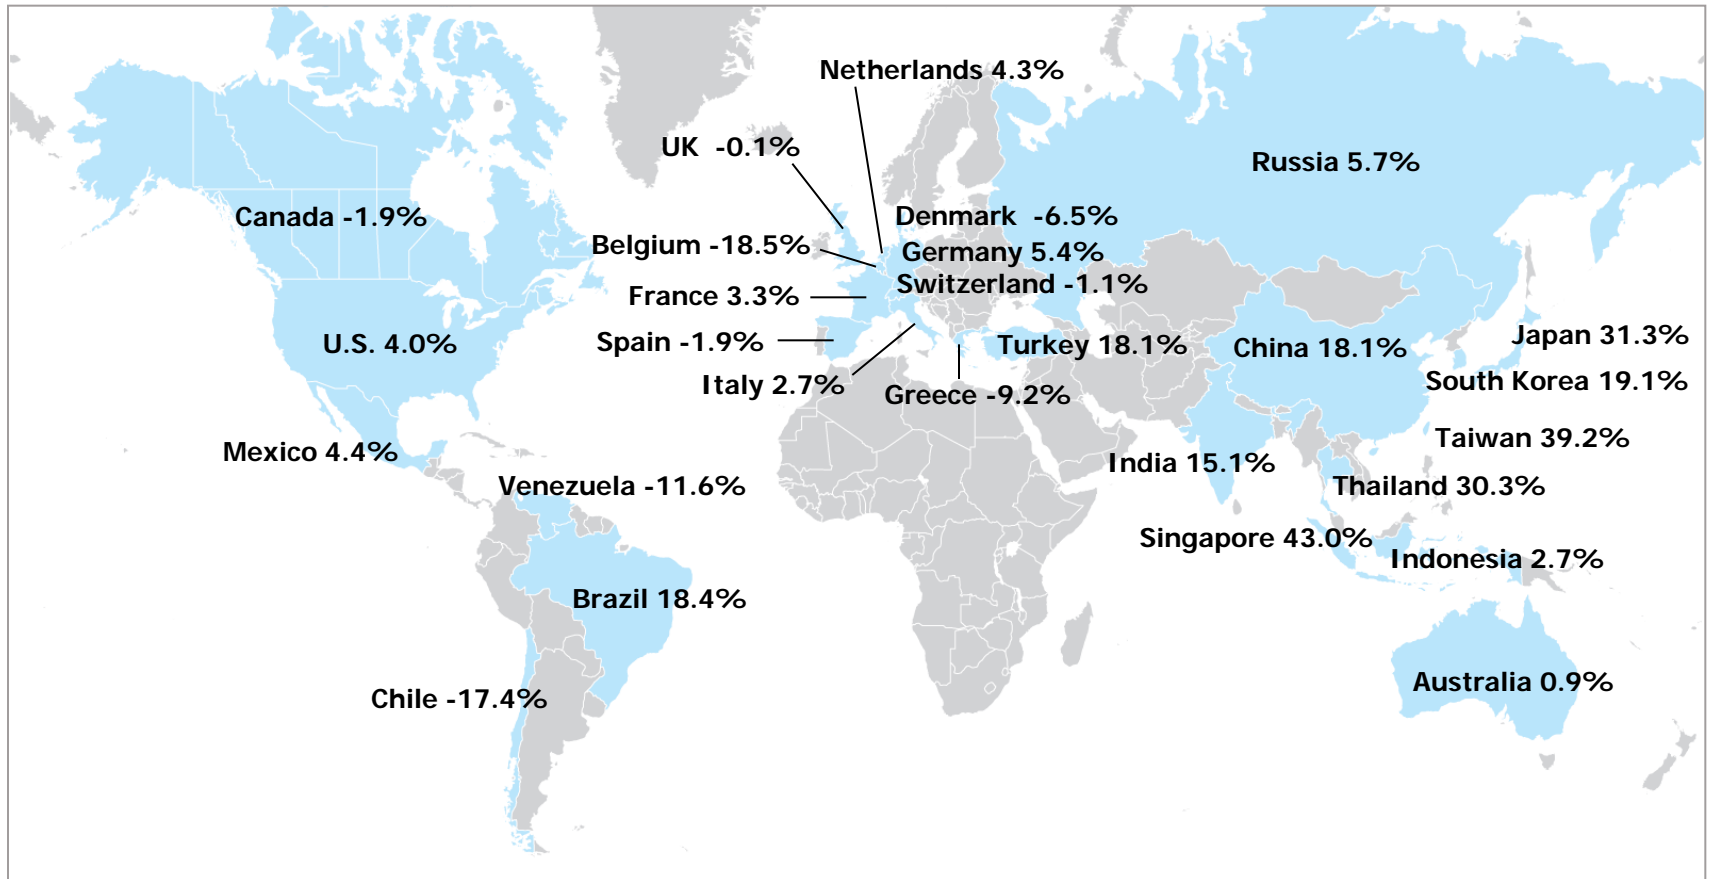 Netherlands 4.3%
UK -0.1%
Russia 5.7%
Canada -1.9%
Denmark -6.5%
Belgium -18.5%
Germany 5.4%
Switzerland -1.1%
France 3.3%
U.S. 4.0%
Spain -1.9%
Turkey 18.1%
China 18.1%
Japan 31.3%
Italy 2.7%
Greece -9.2%
South Korea 19.1%
Mexico 4.4%
Taiwan 39.2%
India 15.1%
Venezuela -11.6%
Thailand 30.3%
Singapore 43.0%
Indonesia 2.7%
Brazil 18.4%
Australia 0.9%
Chile -17.4%